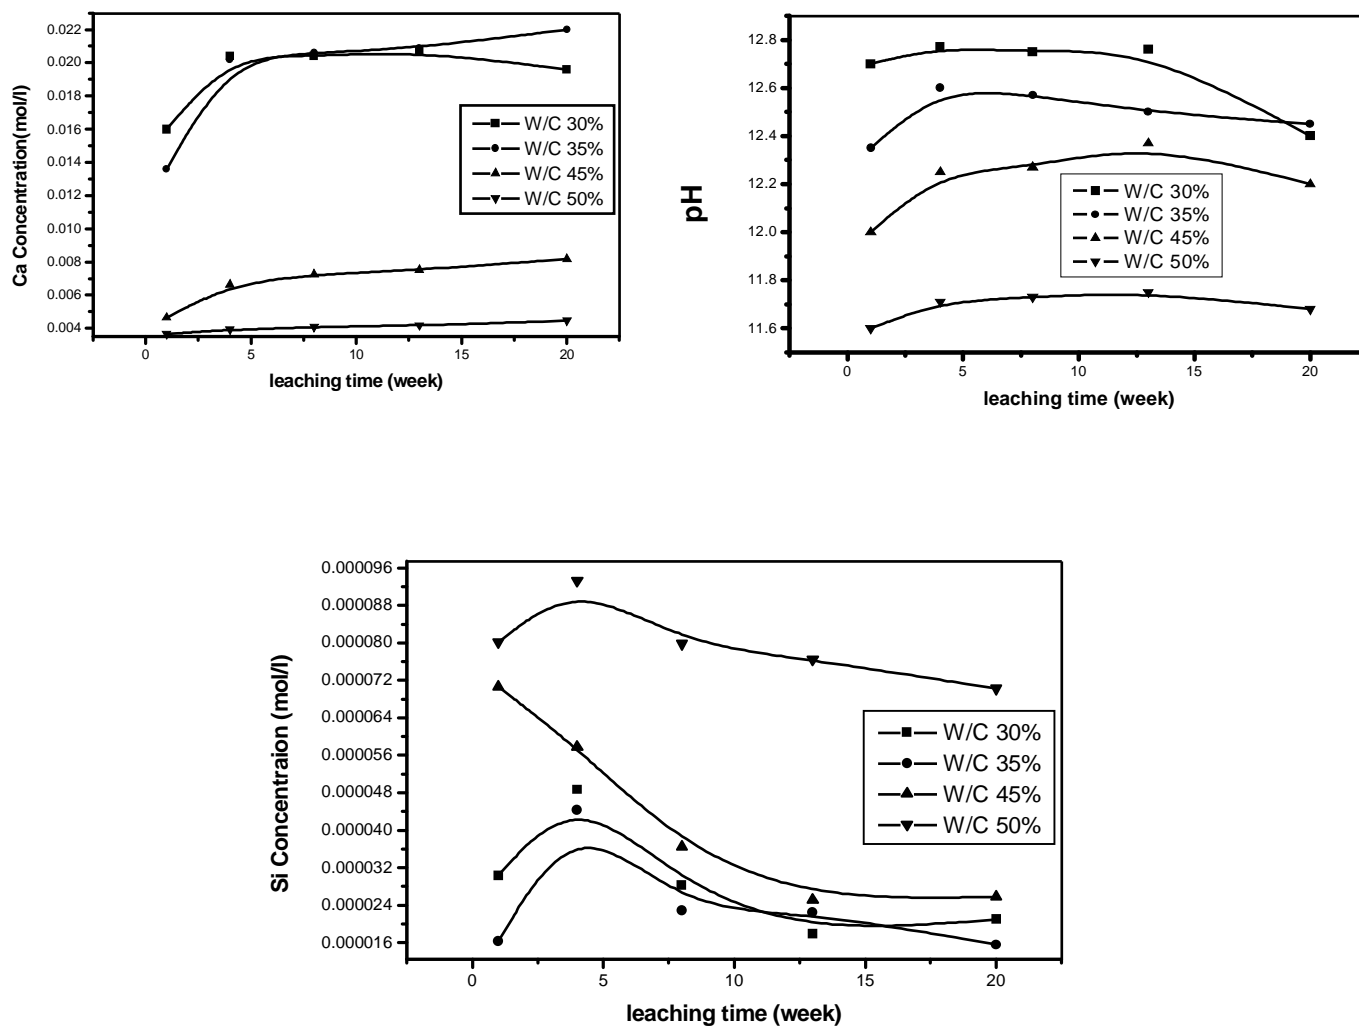 0.022
0.020
0.018
0.016
0.014
0.012
0.010
0.008
0.006
0.004
Ca Concentration(mol/l)
W/C 30%
W/C 35%
W/C 45%
W/C 50%
0 5 10 15 20
leaching time (week)
12.8
12.6
12.4
12.2
12.0
11.8
11.6
pH
W/C 30%
W/C 35%
W/C 45%
W/C 50%
0 5 10 15 20
leaching time (week)
0.000096
0.000088
0.000080
0.000072
0.000064
0.000056
0.000048
0.000040
0.000032
0.000024
0.000016
Si Concentraion (mol/l)
W/C 30%
W/C 35%
W/C 45%
W/C 50%
0 5 10 15 20
leaching time (week)